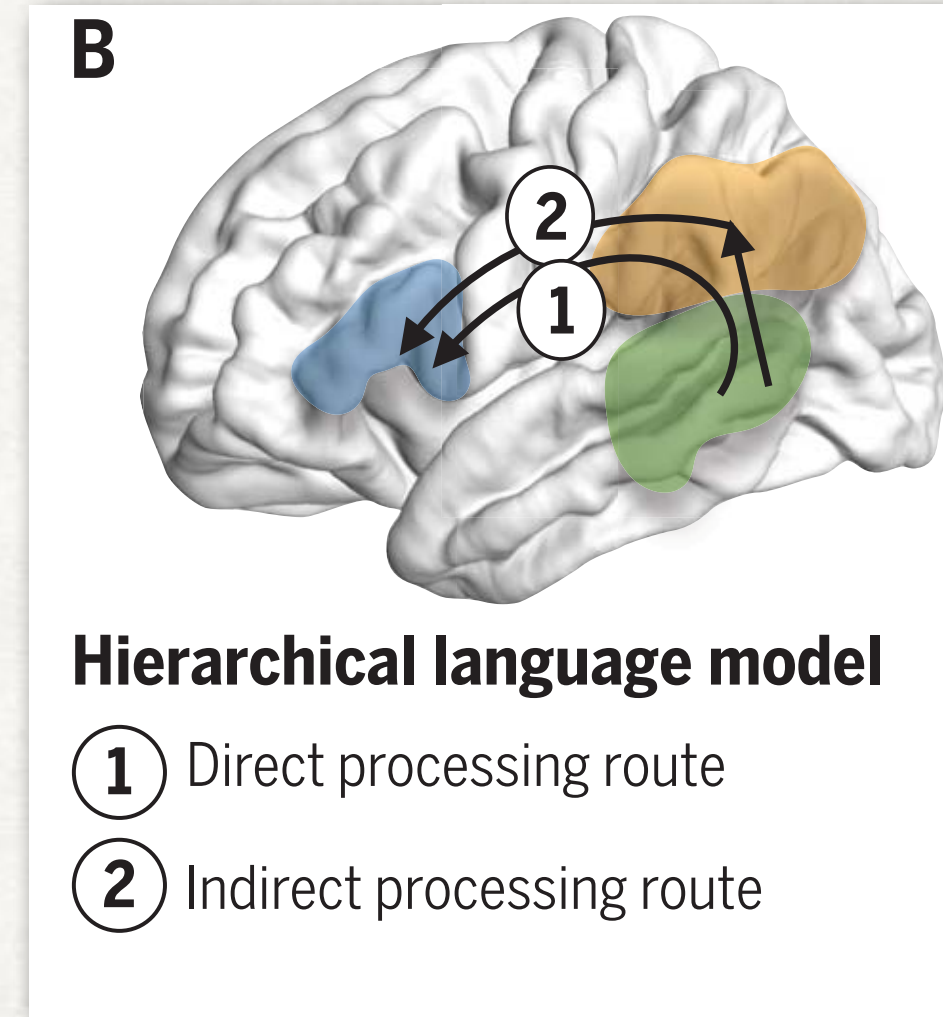 B
2
1
Hierarchical language model
1 Direct processing route
2 Indirect processing route